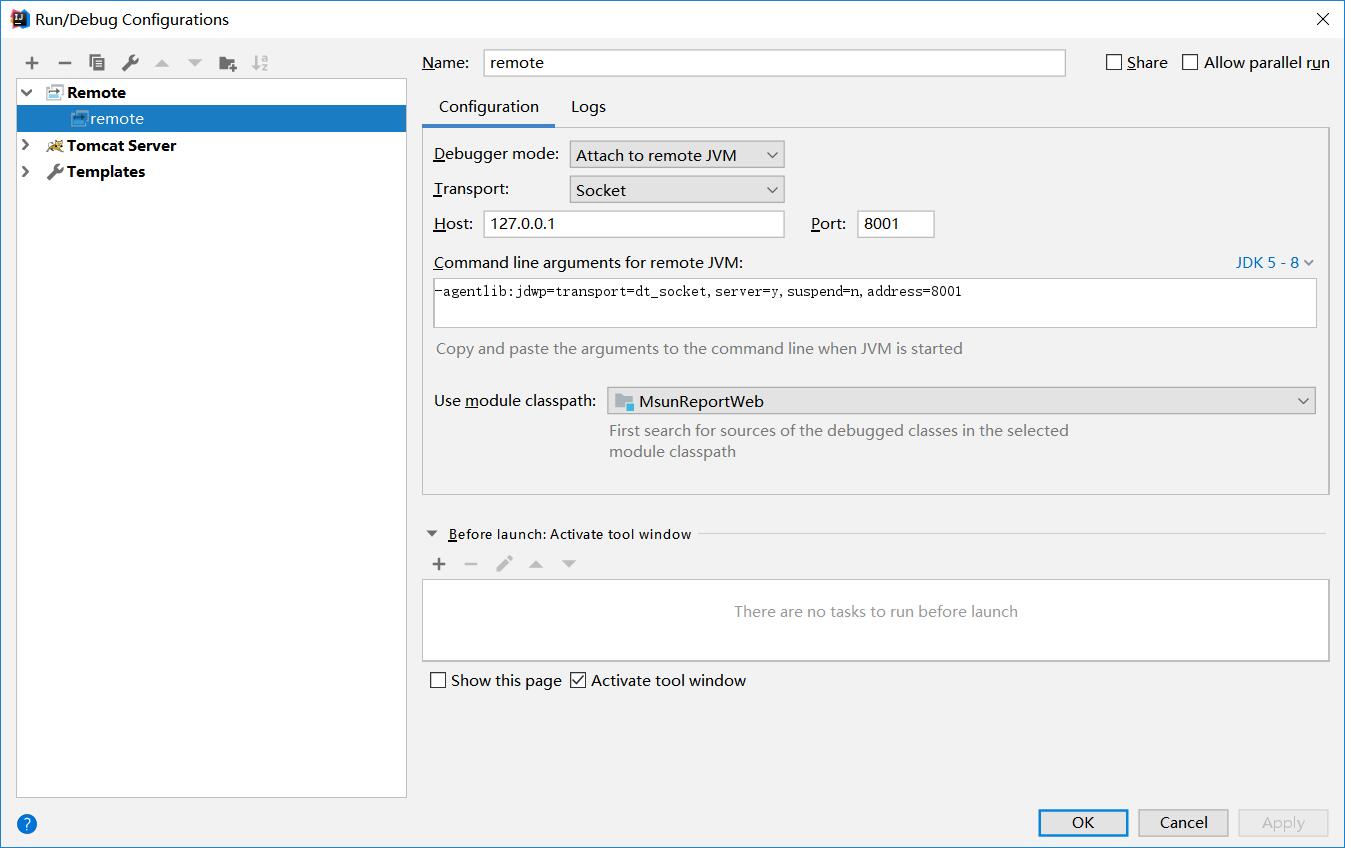 Run/Debug Configurations
Name: remote
Share Allow parallel run
Remote
remote
Tomcat Server
Templates
Configuration Logs
Debugger mode: Attach to remote JVM
Transport: Socket
Host: 127.0.0.1 Port: 8001
Command line arguments for remote JVM: JDK 5 - 8
-agentlib:jdwp=transport=dt_socket,server=y,suspend=n,address=8001
Copy and paste the arguments to the command line when JVM is started
Use module classpath: MsunReportWeb
First search for sources of the debugged classes in the selected
module classpath
Before launch: Activate tool window
There are no tasks to run before launch
Show this page Activate tool window
?
OK Cancel Apply